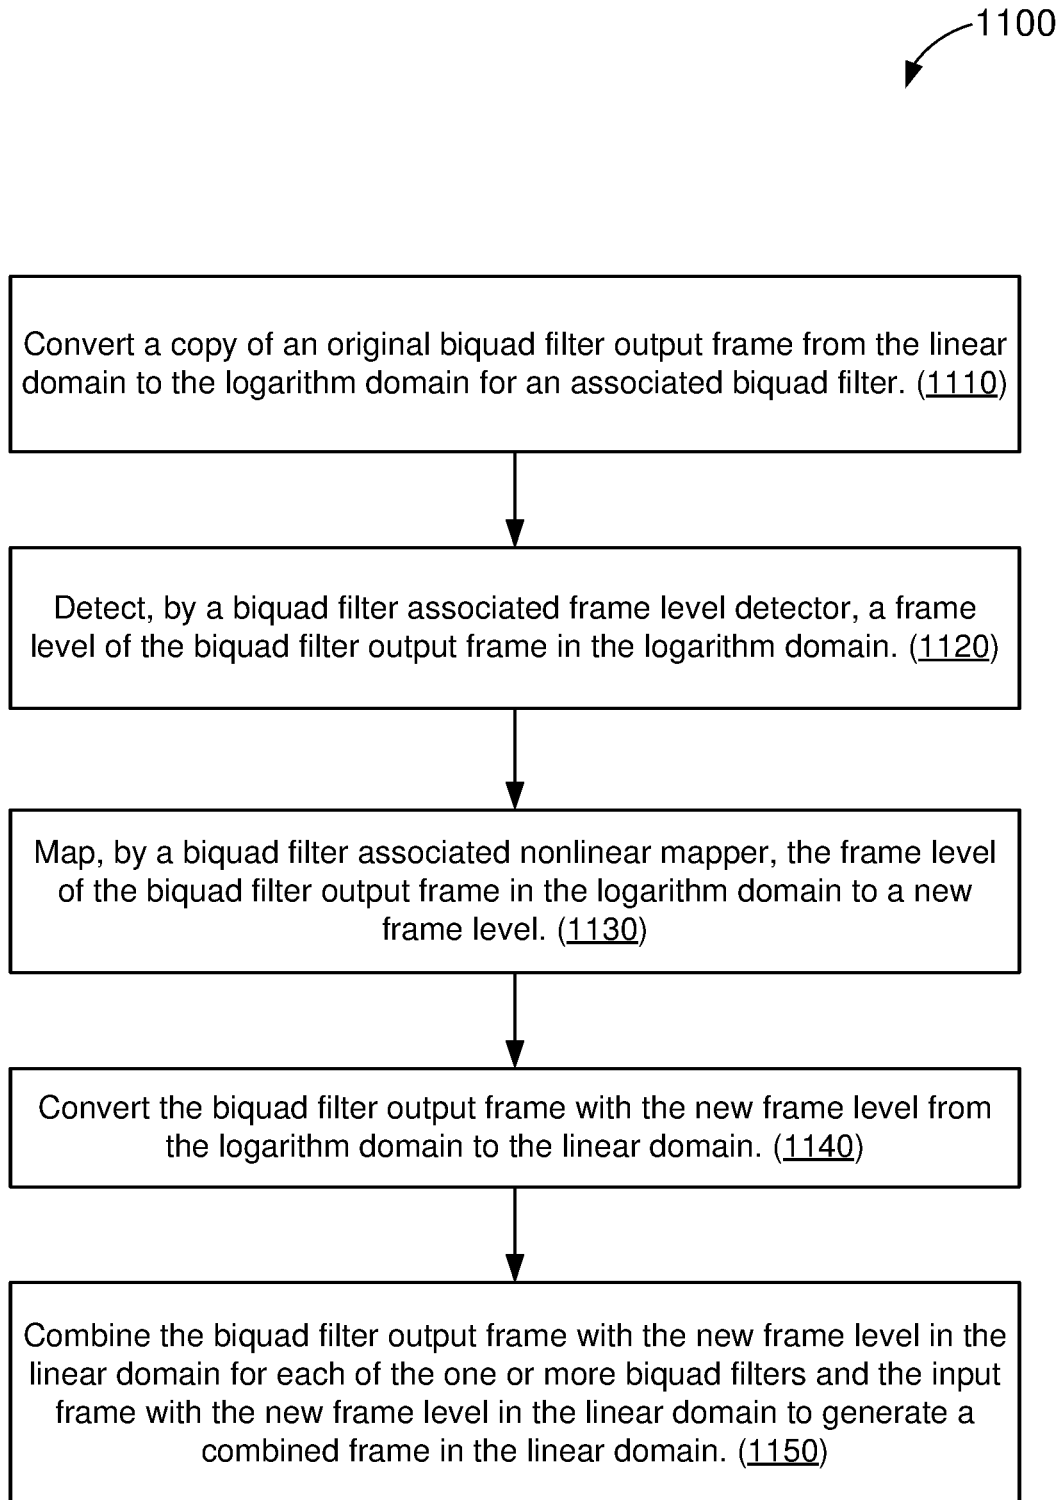 1100
Convert a copy of an original biquad filter output frame from the linear
domain to the logarithm domain for an associated biquad filter. (1110)
Detect, by a biquad filter associated frame level detector, a frame
level of the biquad filter output frame in the logarithm domain. (1120)
Map, by a biquad filter associated nonlinear mapper, the frame level
of the biquad filter output frame in the logarithm domain to a new
frame level. (1130)
Convert the biquad filter output frame with the new frame level from
the logarithm domain to the linear domain. (1140)
Combine the biquad filter output frame with the new frame level in the
linear domain for each of the one or more biquad filters and the input
frame with the new frame level in the linear domain to generate a
combined frame in the linear domain. (1150)